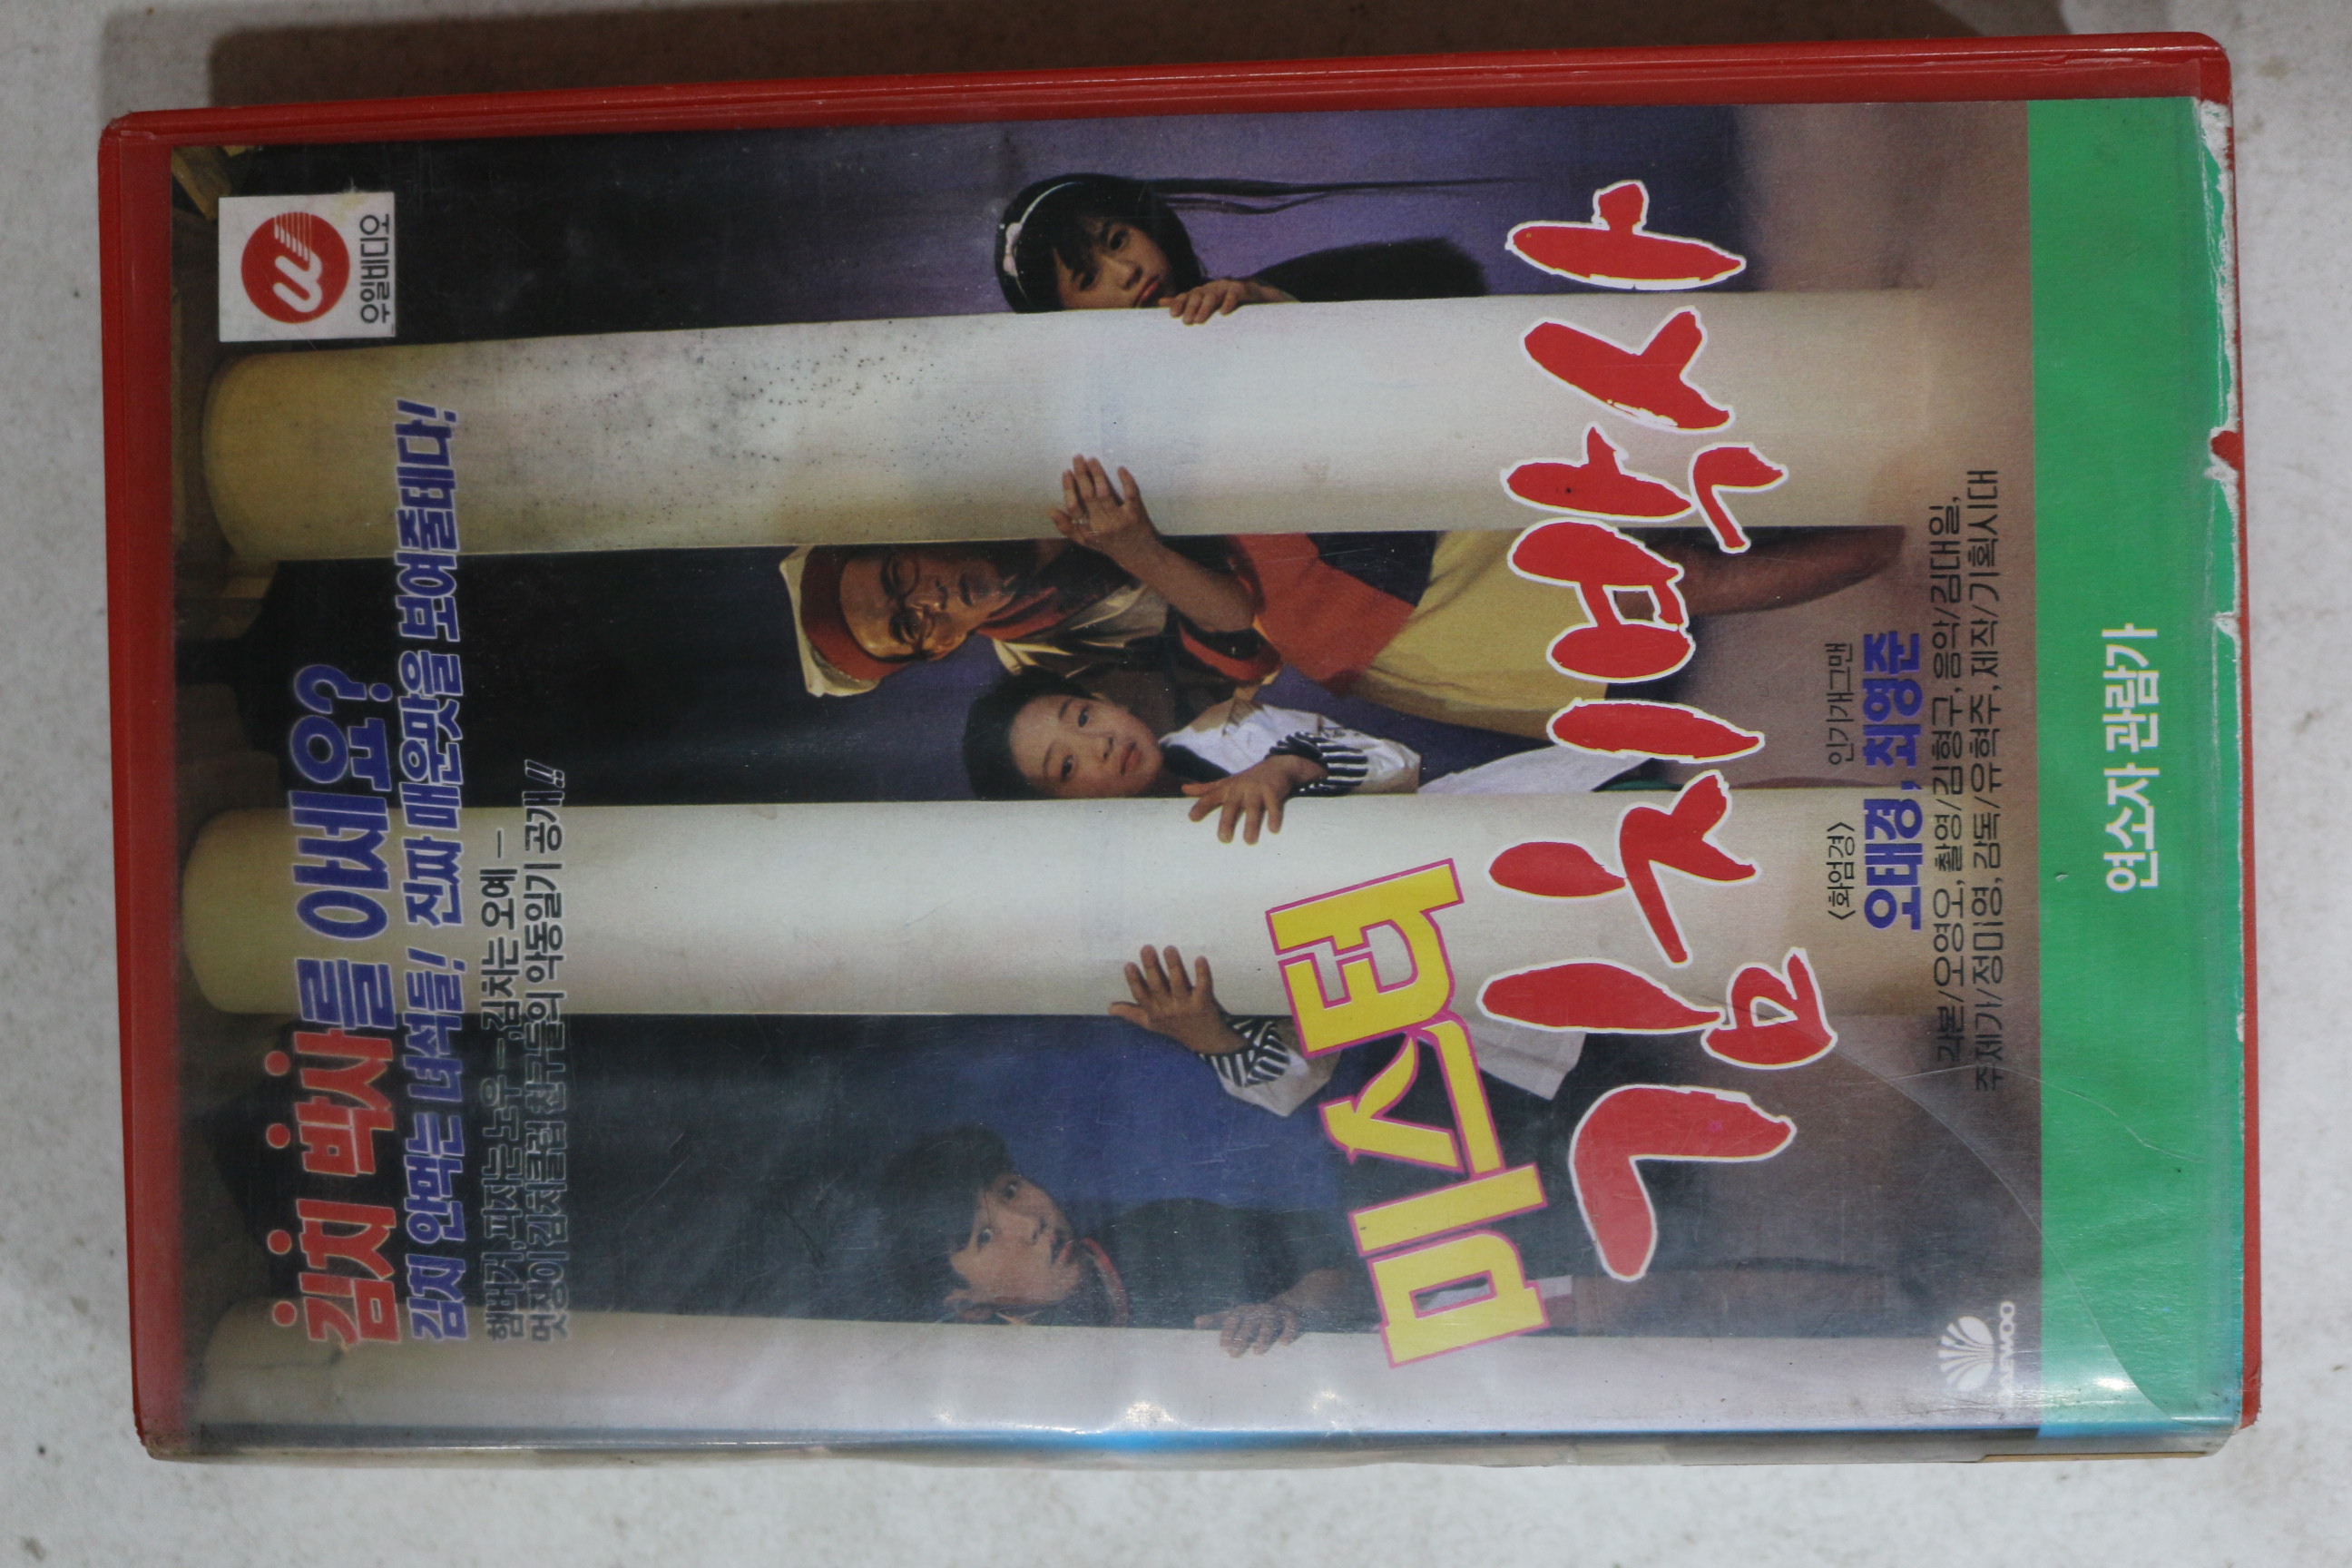 우일비디오
김치 박사를 아세요?
김치 안먹는 녀석들! 진짜 매운맛을 보여줄테다!
햄버거, 피자는 노우 — 김치는 오예 —
멋쟁이 김치클럽 친구들의 악동일기 공개!!
미스터
김치박사
<화엄경> 인기개그맨
오태경, 최영준
각본/오영오, 촬영/김형구, 음악/김대일,
주제가/정미영, 감독/유혁주, 제작/기획시대
DAEWOO
연소자 관람가